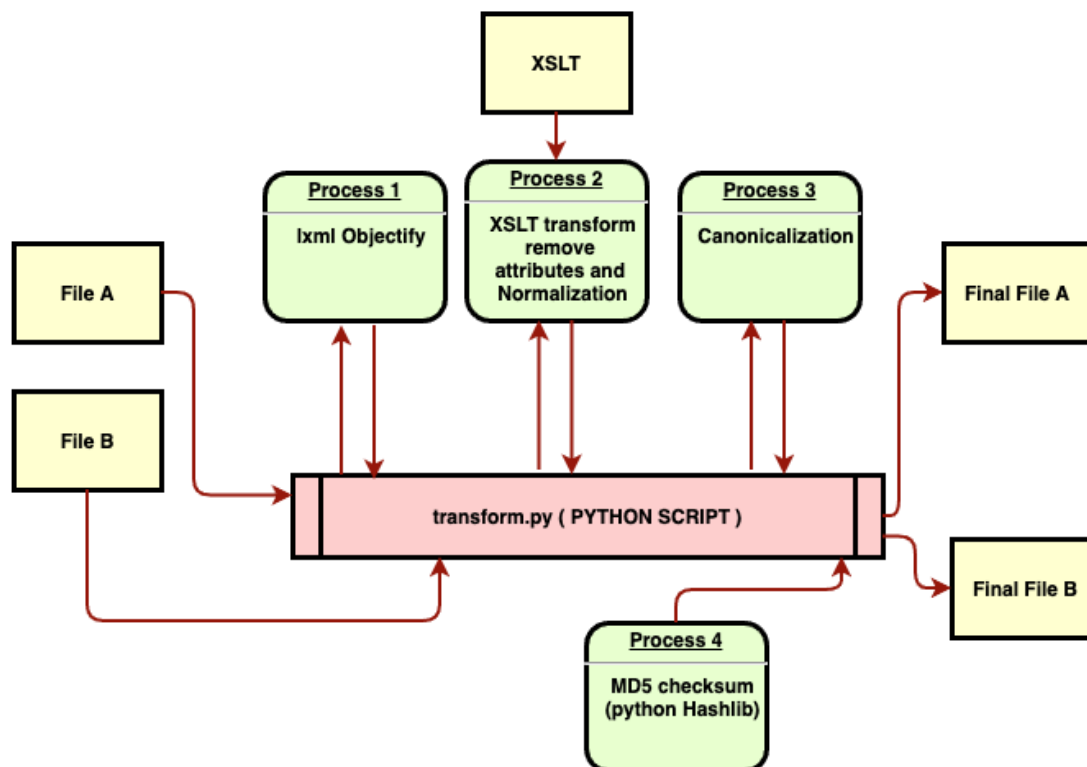 XSLT
Process 1
lxml Objectify
Process 2
XSLT transform
remove
attributes and
Normalization
Process 3
Canonicalization
File A
Final File A
File B
transform.py ( PYTHON SCRIPT )
Final File B
Process 4
MD5 checksum
(python Hashlib)